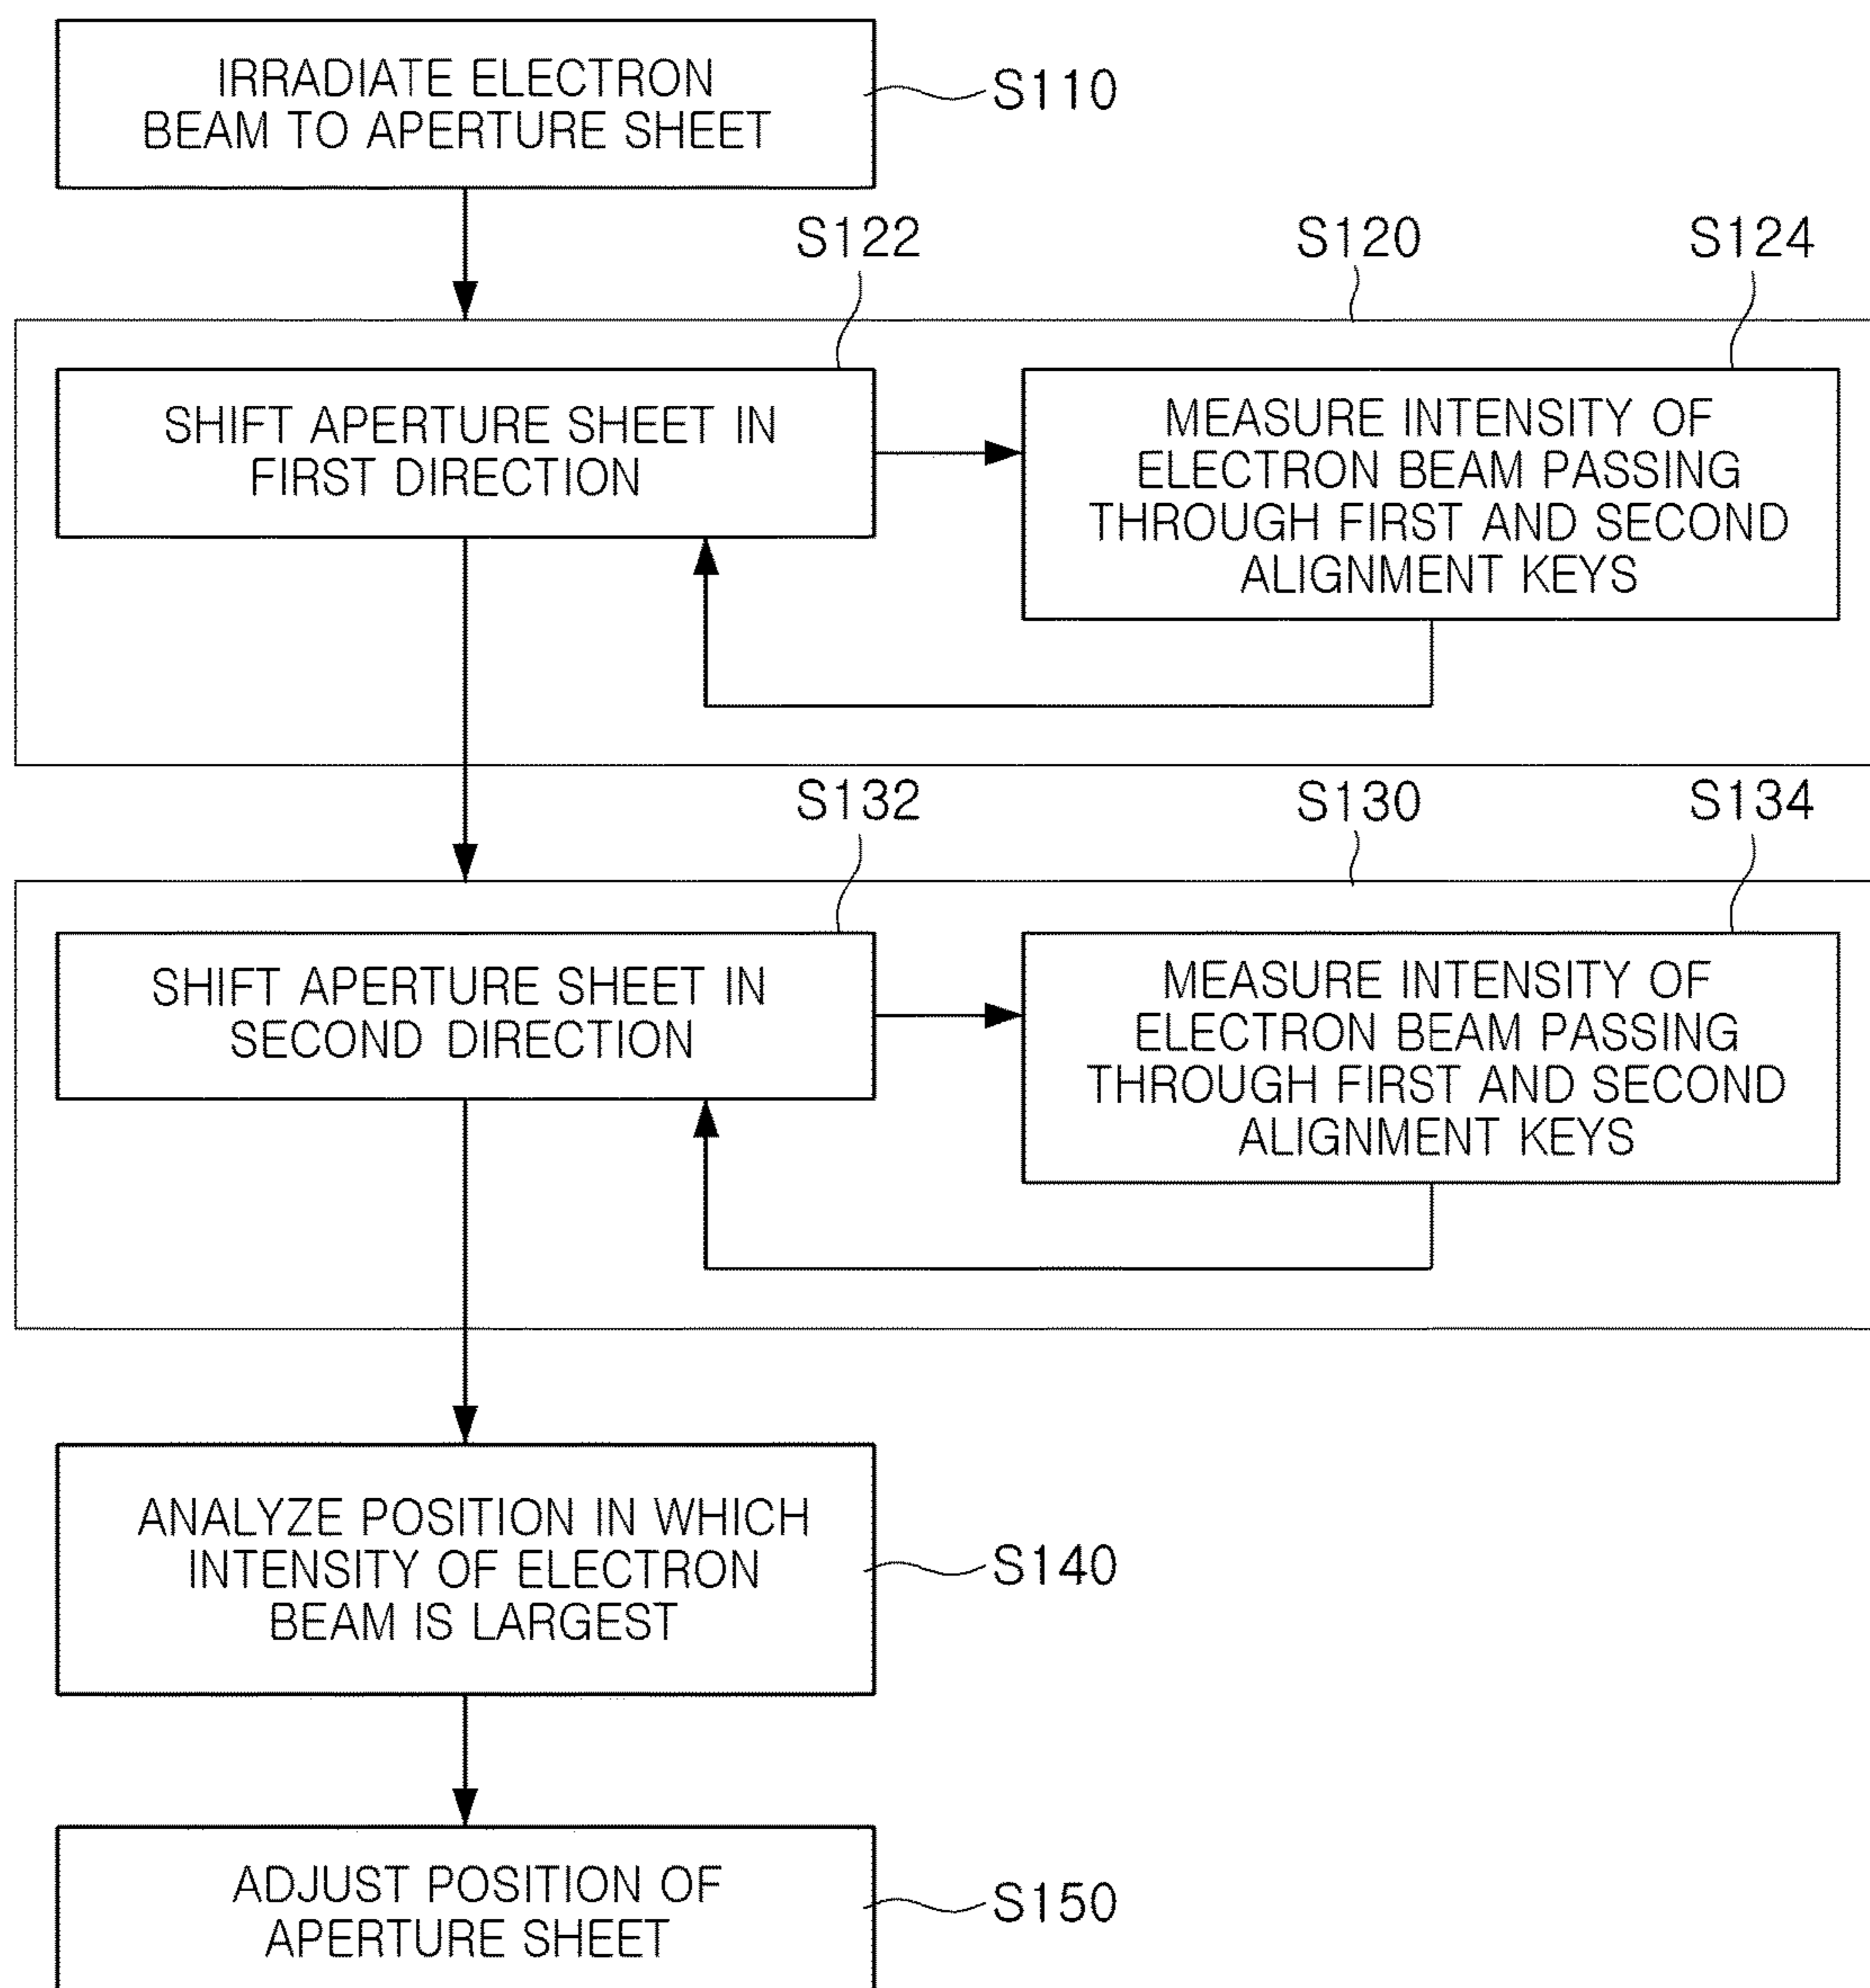 IRRADIATE ELECTRON
BEAM TO APERTURE SHEET
S110
S122
S120
S124
SHIFT APERTURE SHEET IN
FIRST DIRECTION
MEASURE INTENSITY OF
ELECTRON BEAM PASSING
THROUGH FIRST AND SECOND
ALIGNMENT KEYS
S132
S130
S134
SHIFT APERTURE SHEET IN
SECOND DIRECTION
MEASURE INTENSITY OF
ELECTRON BEAM PASSING
THROUGH FIRST AND SECOND
ALIGNMENT KEYS
ANALYZE POSITION IN WHICH
INTENSITY OF ELECTRON
BEAM IS LARGEST
S140
ADJUST POSITION OF
APERTURE SHEET
S150